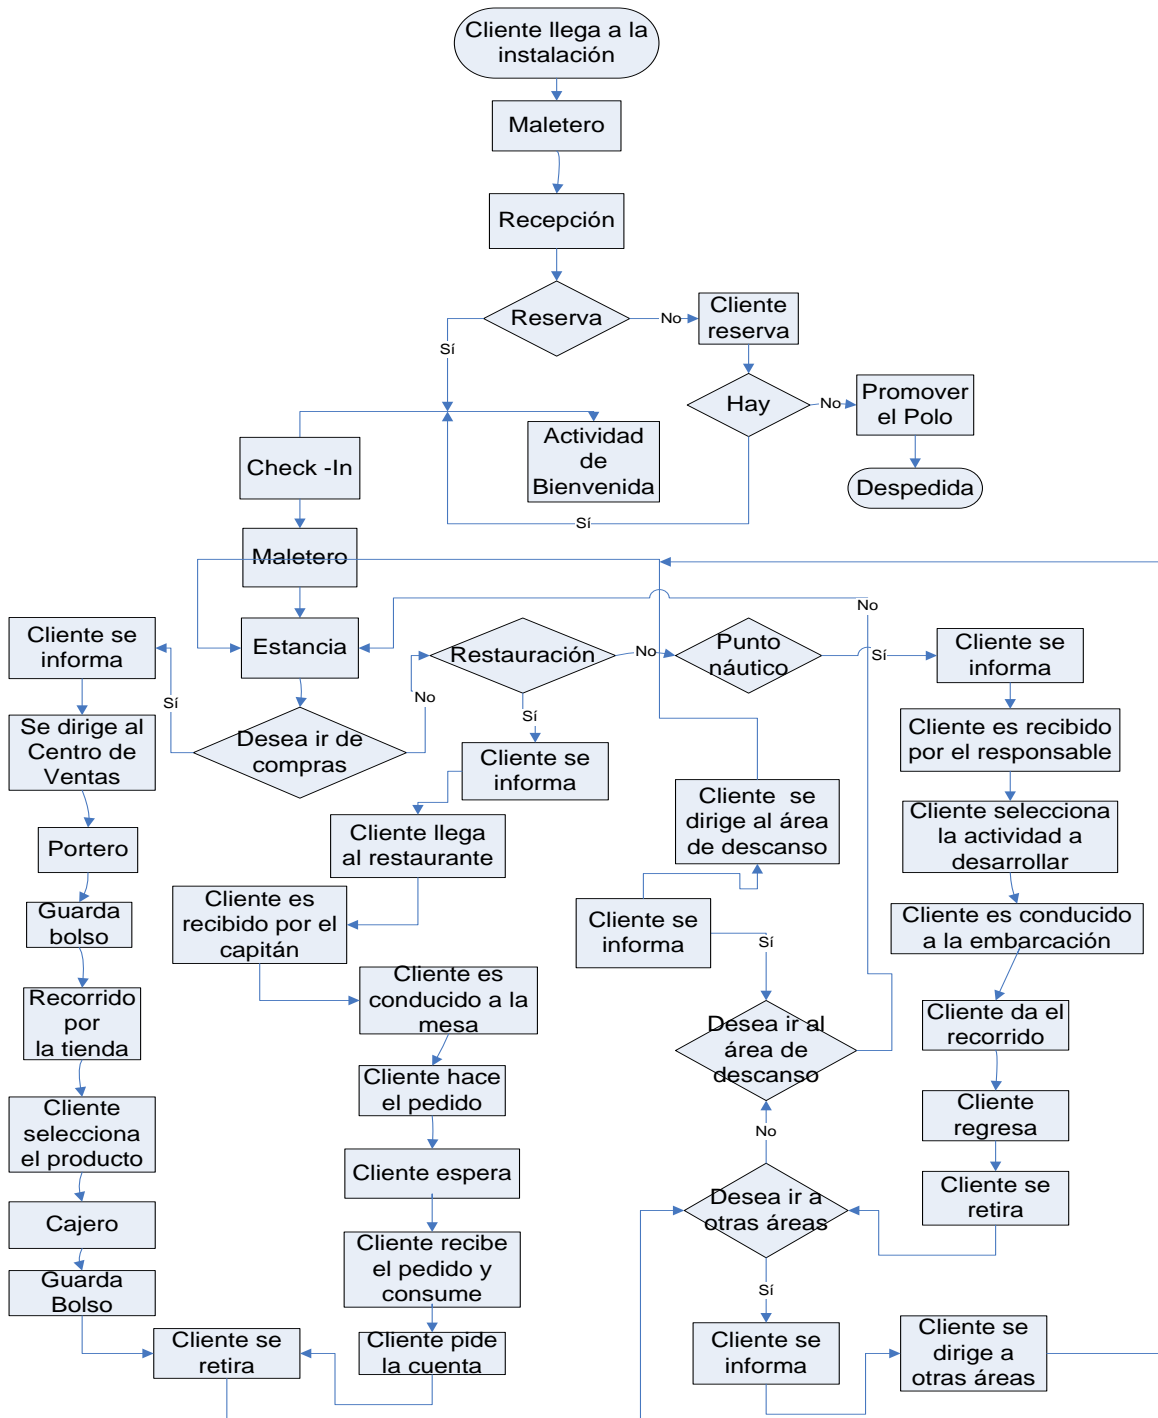 Cliente llega a la
instalación
Maletero
Recepción
Reserva
No
Cliente
reserva
Sí
Hay
No
Promover
el Polo
Despedida
Sí
Actividad
de
Bienvenida
Check -In
Maletero
Estancia
Desea ir de
compras
Sí
No
Cliente se
informa
Se dirige al
Centro de
Ventas
Portero
Guarda
bolso
Recorrido
por
la tienda
Cliente
selecciona
el producto
Cajero
Guarda
Bolso
Cliente se
retira
Restauración
No
Sí
Cliente se
informa
Cliente llega
al restaurante
Cliente es
recibido por el
capitán
Cliente es
conducido a la
mesa
Cliente hace
el pedido
Cliente espera
Cliente recibe
el pedido y
consume
Cliente pide
la cuenta
Punto
náutico
Sí
Cliente se
informa
Cliente es recibido
por el responsable
Cliente selecciona
la actividad a
desarrollar
Cliente es conducido
a la embarcación
Cliente da el
recorrido
Cliente
regresa
Cliente se
retira
No
Cliente se
dirige al área
de descanso
Cliente se
informa
Sí
Desea ir al
área de
descanso
No
Desea ir a
otras áreas
Sí
Cliente se
informa
Cliente se
dirige a
otras áreas